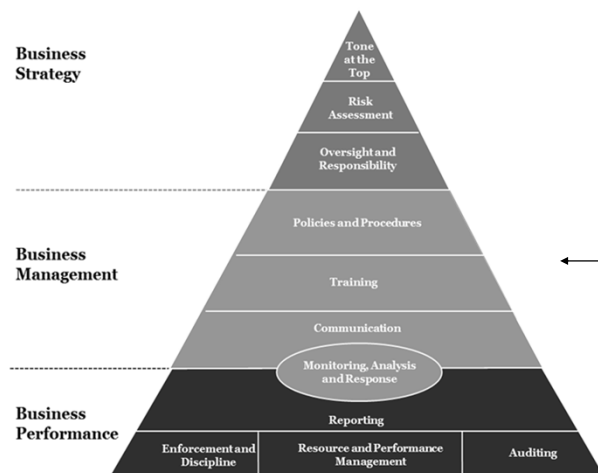 Business
Strategy
Tone
at the
Top
Risk
Assessment
Oversight and
Responsibility
Business
Management
Policies and Procedures
Training
Communication
Monitoring, Analysis
and Response
Business
Performance
Reporting
Enforcement and
Discipline
Resource and Performance
Management
Auditing